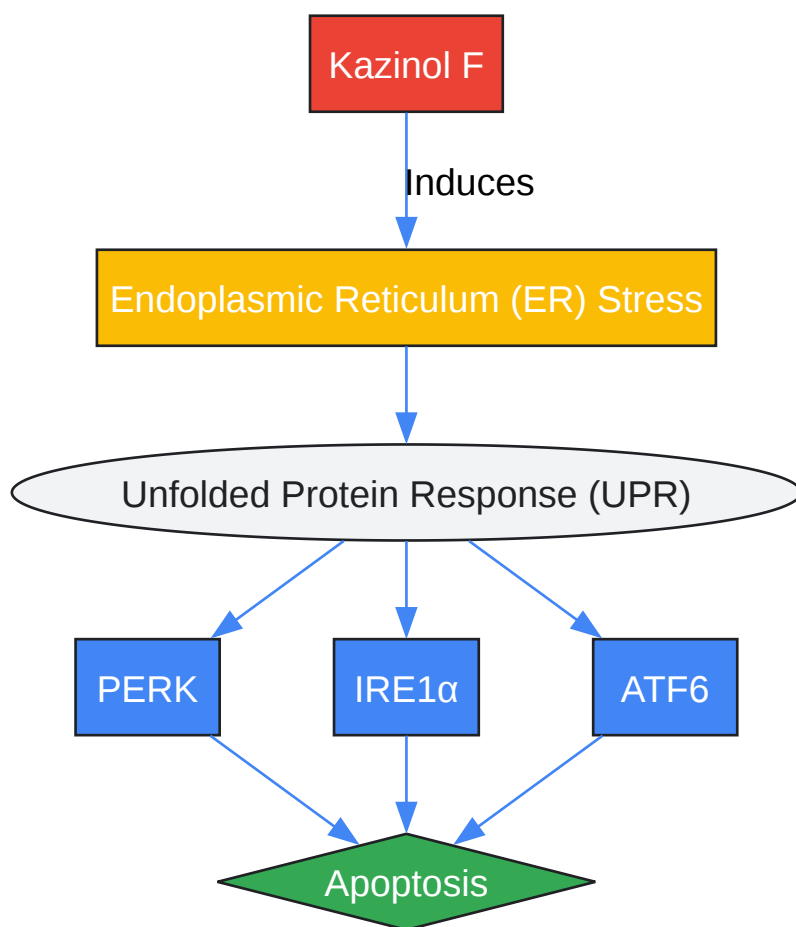 Kazinol F
Induces
Endoplasmic Reticulum (ER) Stress
Unfolded Protein Response (UPR)
PERK
IRE1α
ATF6
Apoptosis